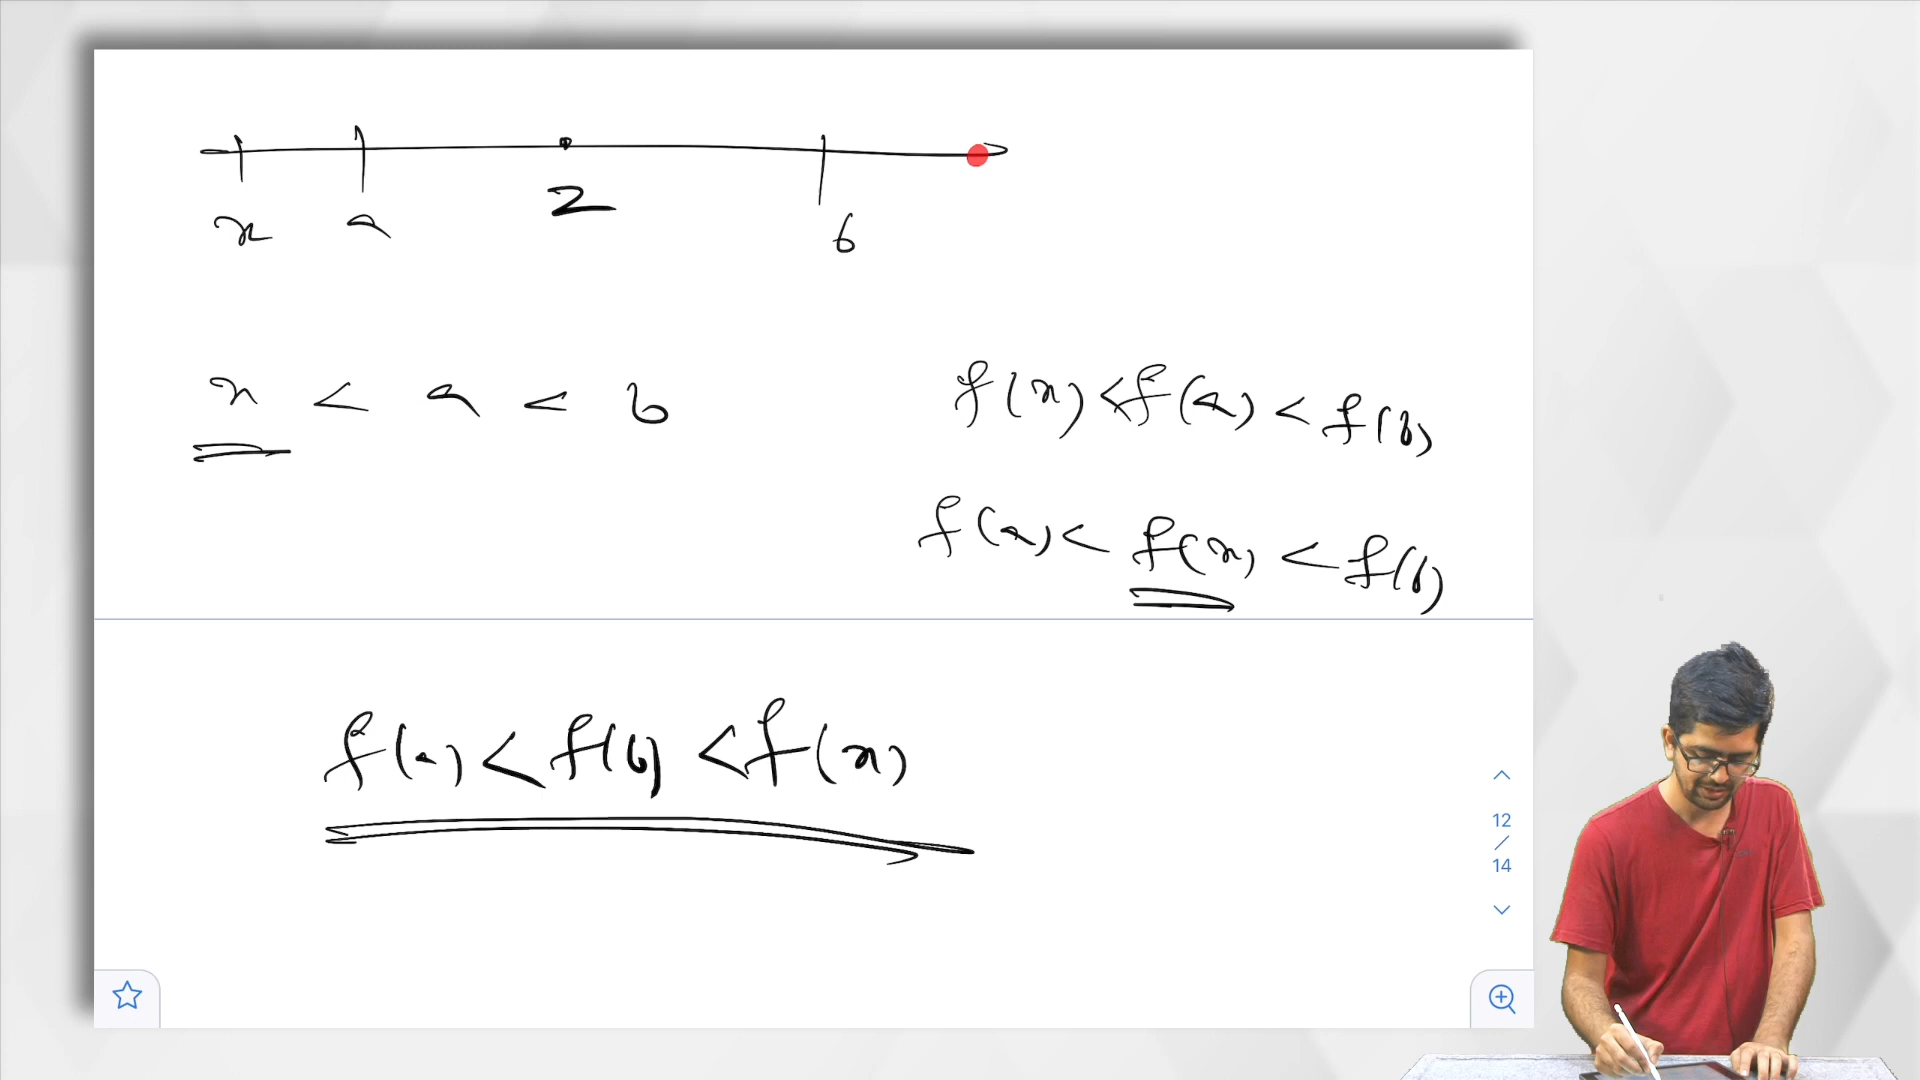 x a 2 b
x < a < b
f(x) < f(a) < f(b)
f(a) < f(x) < f(b)
f(a) < f(b) < f(x)
12
/
14